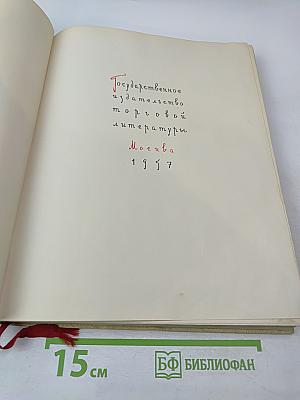 Государственное
издательство
торговой
литературы
Москва
1957
15 см
БФ БИБЛИОФАН